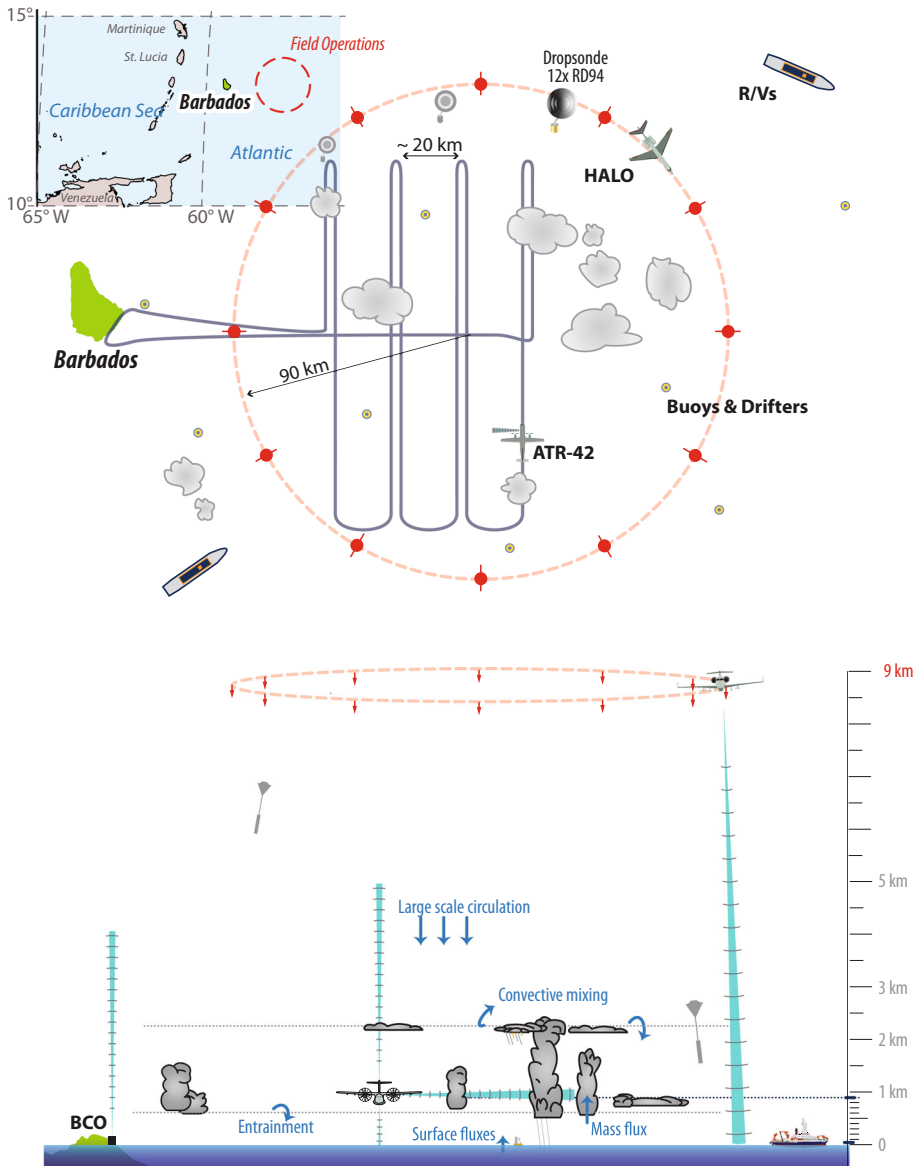 15°
Martinique
St. Lucia
Field Operations
Barbados
Caribbean Sea
Atlantic
Venezuela
10°
65° W
60° W
Dropsonde
12x RD94
R/Vs
~ 20 km
HALO
Barbados
90 km
Buoys & Drifters
ATR-42
9 km
5 km
Large scale circulation
3 km
Convective mixing
2 km
1 km
BCO
Entrainment
Surface fluxes
Mass flux
0